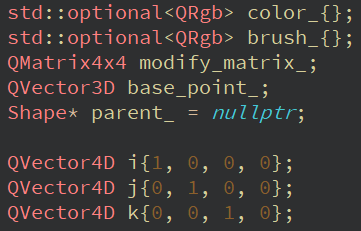 std::optional<QRgb> color_{};
std::optional<QRgb> brush_{};
QMatrix4x4 modify_matrix_;
QVector3D base_point_;
Shape* parent_ = nullptr;
QVector4D i{1, 0, 0, 0};
QVector4D j{0, 1, 0, 0};
QVector4D k{0, 0, 1, 0};